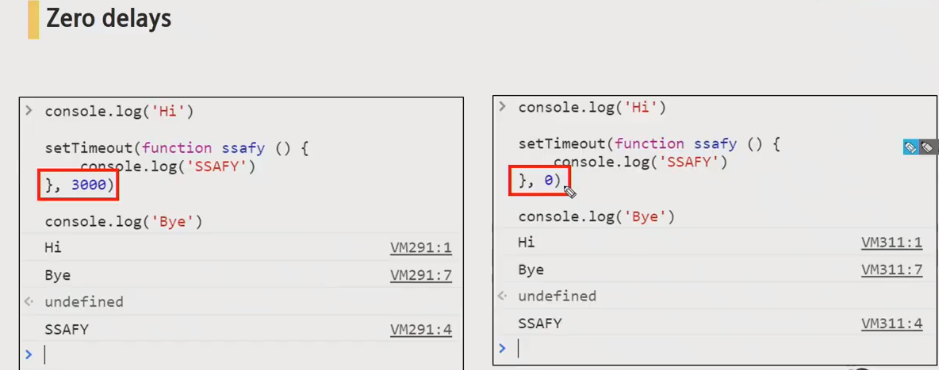 Zero delays
> console.log('Hi')
setTimeout(function ssafy () {
console.log('SSAFY')
}, 3000)
console.log('Bye')
Hi VM291:1
Bye VM291:7
undefined
SSAFY VM291:4
>
> console.log('Hi')
setTimeout(function ssafy () {
console.log('SSAFY')
}, 0)
console.log('Bye')
Hi VM311:1
Bye VM311:7
undefined
SSAFY VM311:4
>